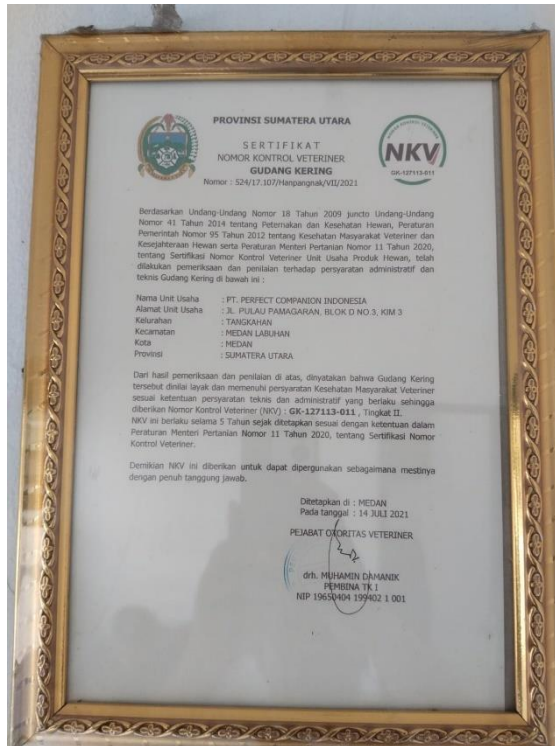 PROVINSI SUMATERA UTARA
SERTIFIKAT
NOMOR KONTROL VETERINER
GUDANG KERING
Nomor : 524/17.107/Hanpangnak/VII/2021
NKV
GK-127113-011
Berdasarkan Undang-Undang Nomor 18 Tahun 2009 juncto Undang-Undang
Nomor 41 Tahun 2014 tentang Peternakan dan Kesehatan Hewan, Peraturan
Pemerintah Nomor 95 Tahun 2012 tentang Kesehatan Masyarakat Veteriner dan
Kesejahteraan Hewan serta Peraturan Menteri Pertanian Nomor 11 Tahun 2020,
tentang Sertifikasi Nomor Kontrol Veteriner Unit Usaha Produk Hewan, telah
dilakukan pemeriksaan dan penilaian terhadap persyaratan administratif dan
teknis Gudang Kering di bawah ini :
Nama Unit Usaha : PT. PERFECT COMPANION INDONESIA
Alamat Unit Usaha : JL. PULAU PAMAGARAN, BLOK D NO.3, KIM 3
Kelurahan : TANGKAHAN
Kecamatan : MEDAN LABUHAN
Kota : MEDAN
Provinsi : SUMATERA UTARA
Dari hasil pemeriksaan dan penilaian di atas, dinyatakan bahwa Gudang Kering
tersebut dinilai layak dan memenuhi persyaratan Kesehatan Masyarakat Veteriner
sesuai ketentuan persyaratan teknis dan administratif yang berlaku sehingga
diberikan Nomor Kontrol Veteriner (NKV) : GK-127113-011 , Tingkat II.
NKV ini berlaku selama 5 Tahun sejak ditetapkan sesuai dengan ketentuan dalam
Peraturan Menteri Pertanian Nomor 11 Tahun 2020, tentang Sertifikasi Nomor
Kontrol Veteriner.
Demikian NKV ini diberikan untuk dapat dipergunakan sebagaimana mestinya
dengan penuh tanggung jawab.
Ditetapkan di : MEDAN
Pada tanggal : 14 JULI 2021
PEJABAT OTORITAS VETERINER
drh. MUHAMIN DAMANIK
PEMBINA TK I
NIP 19650404 199402 1 001